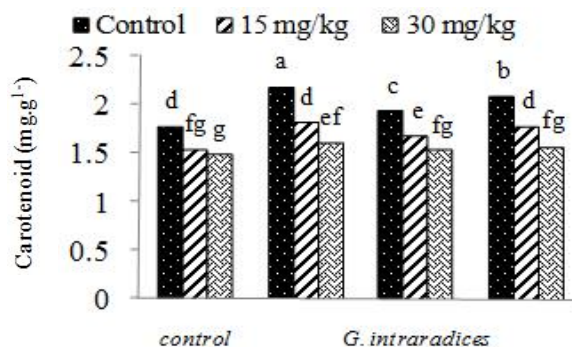 Control 15 mg/kg 30 mg/kg
Carotenoid (mg.g¹⁻)
2.5
2
1.5
1
0.5
0
d fg g a d ef c e fg b d fg
control G. intraradices